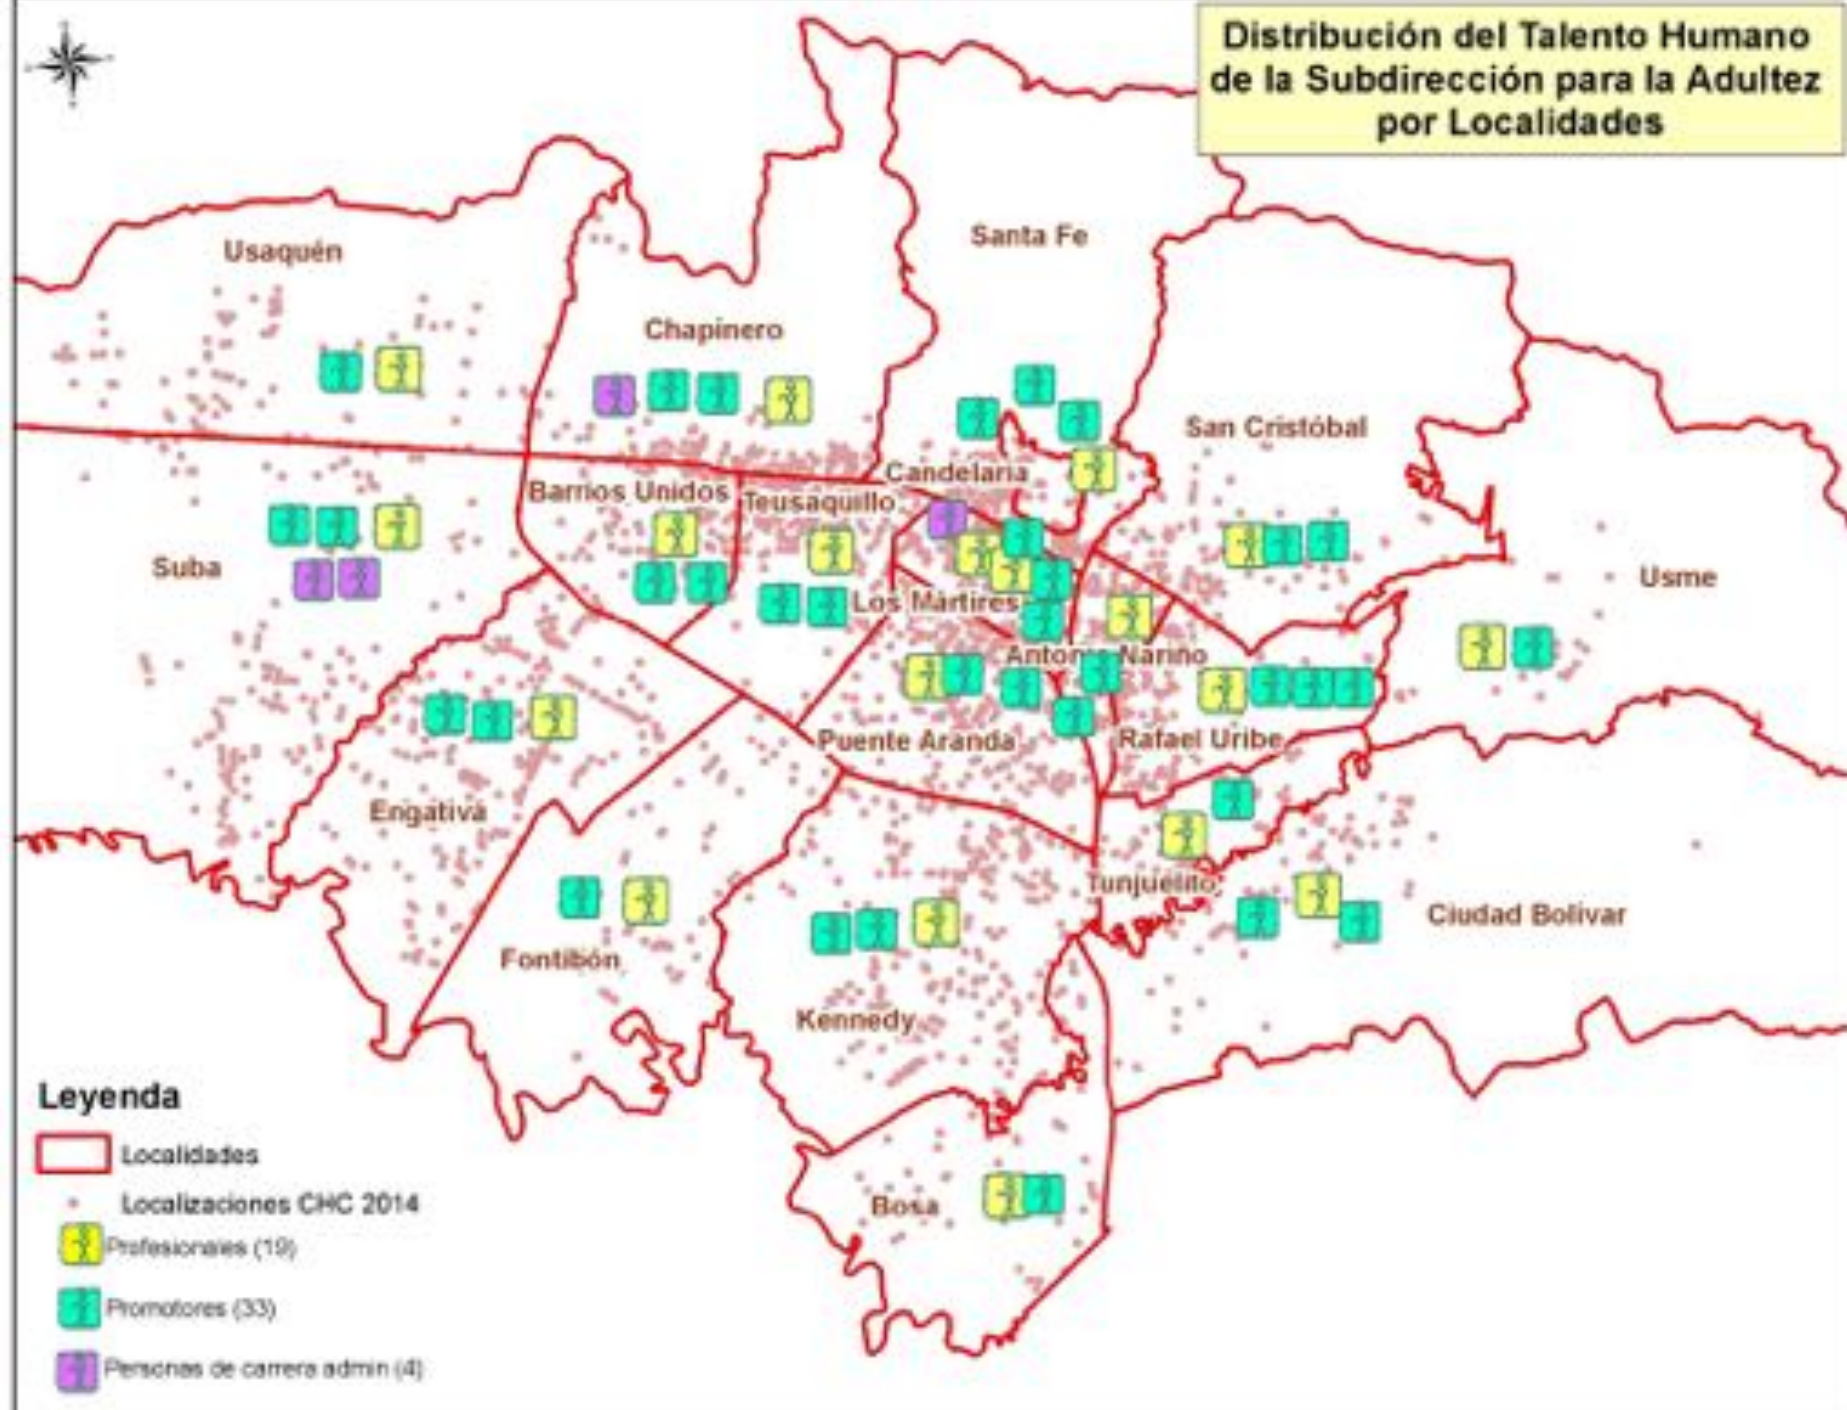 Distribución del Talento Humano
de la Subdirección para la Adultez
por Localidades
Usaquén
Santa Fe
Chapinero
San Cristóbal
Candelaria
Barrios Unidos
Teusaquillo
Suba
Usme
Los Mártires
Antonio Nariño
Puente Aranda
Rafael Uribe
Engativá
Tunjuelito
Ciudad Bolívar
Fontibón
Kennedy
Bosa
Leyenda
Localidades
Localizaciones CHC 2014
Profesionales (19)
Promotores (33)
Personas de carrera admin (4)